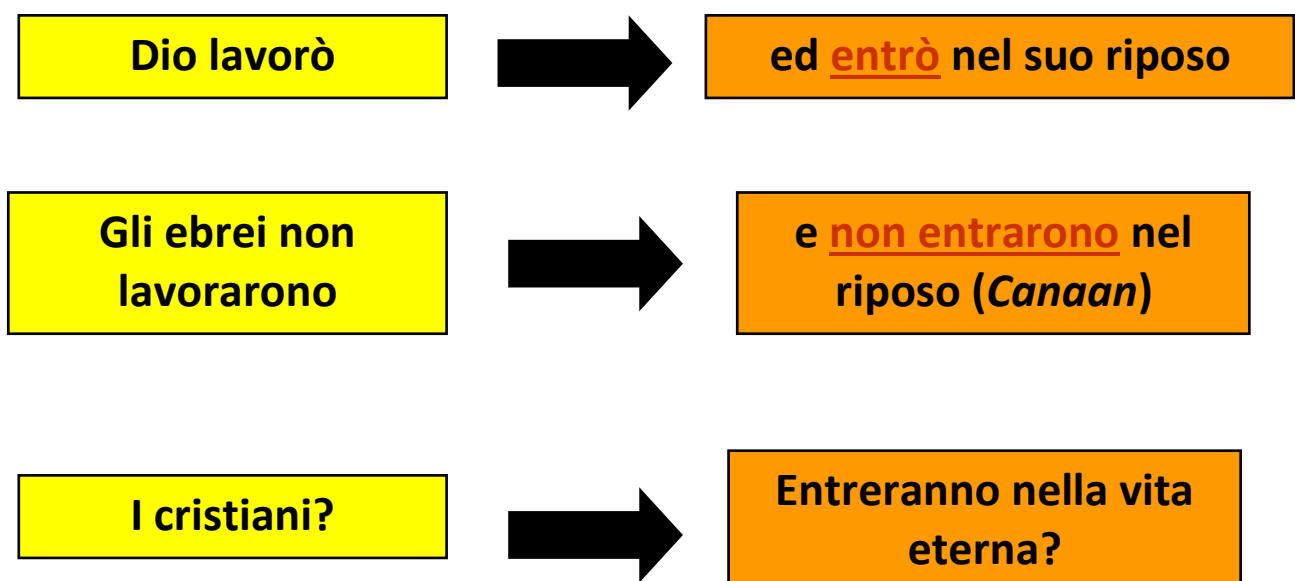 Dio lavorò
ed entrò nel suo riposo
Gli ebrei non
lavorarono
e non entrarono nel
riposo (Canaan)
I cristiani?
Entreranno nella vita
eterna?